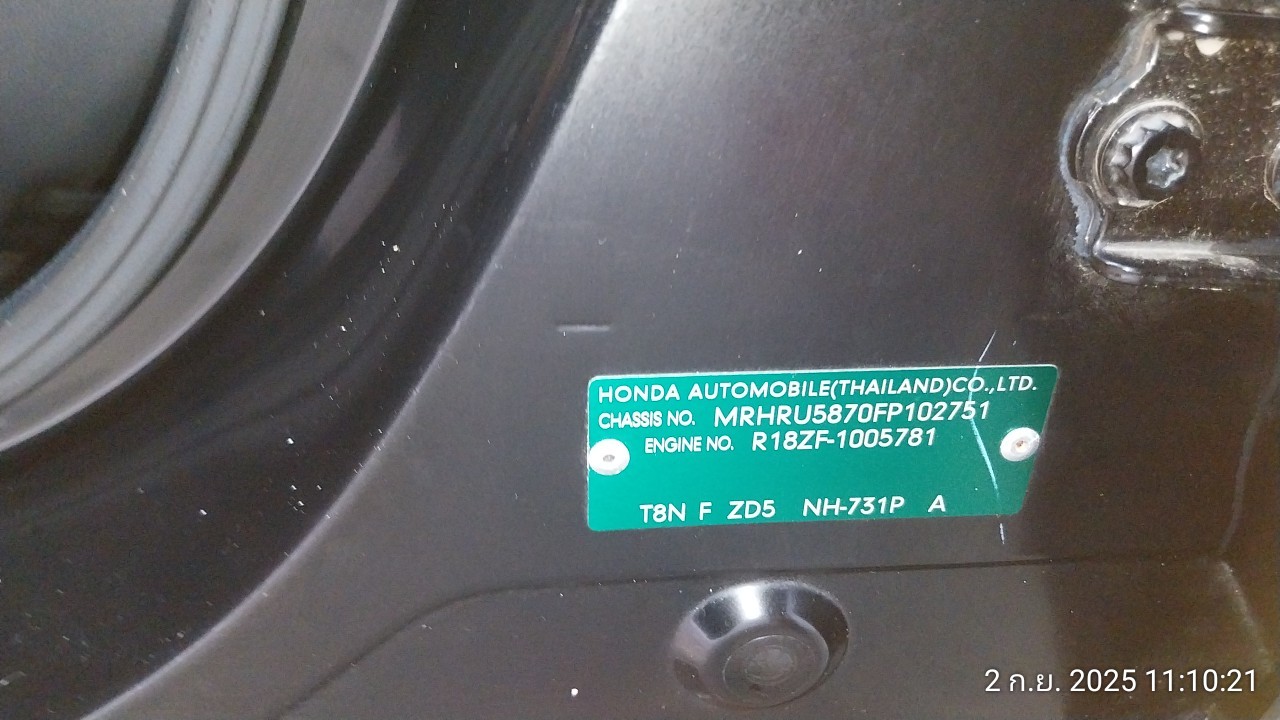 HONDA AUTOMOBILE(THAILAND)CO.,LTD.
CHASSIS NO. MRHRU5870FP102751
ENGINE NO. R18ZF-1005781
T8N F ZD5 NH-731P A
2 ก.ย. 2025 11:10:21